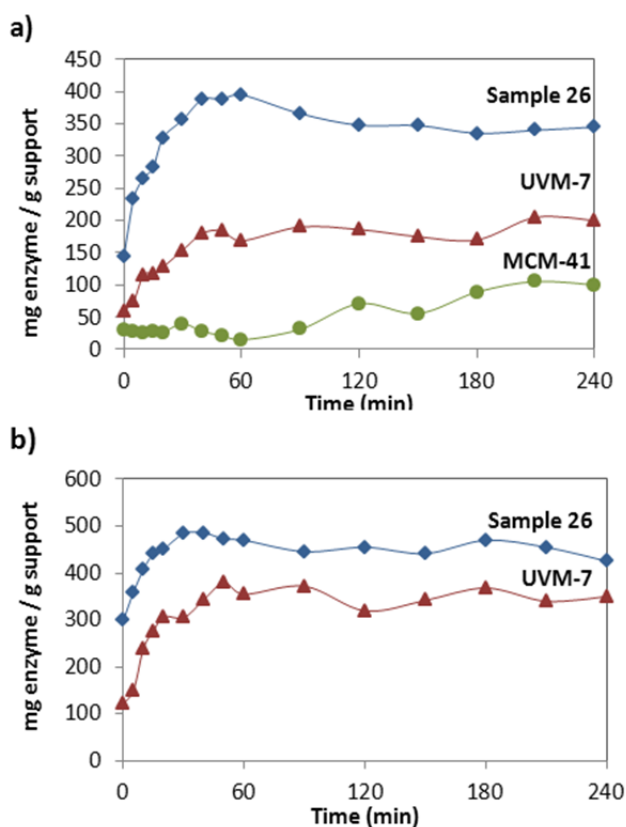 a)
mg enzyme / g support
450
400
350
300
250
200
150
100
50
0
Sample 26
UVM-7
MCM-41
0 60 120 180 240
Time (min)
b)
mg enzyme / g support
600
500
400
300
200
100
0
Sample 26
UVM-7
0 60 120 180 240
Time (min)